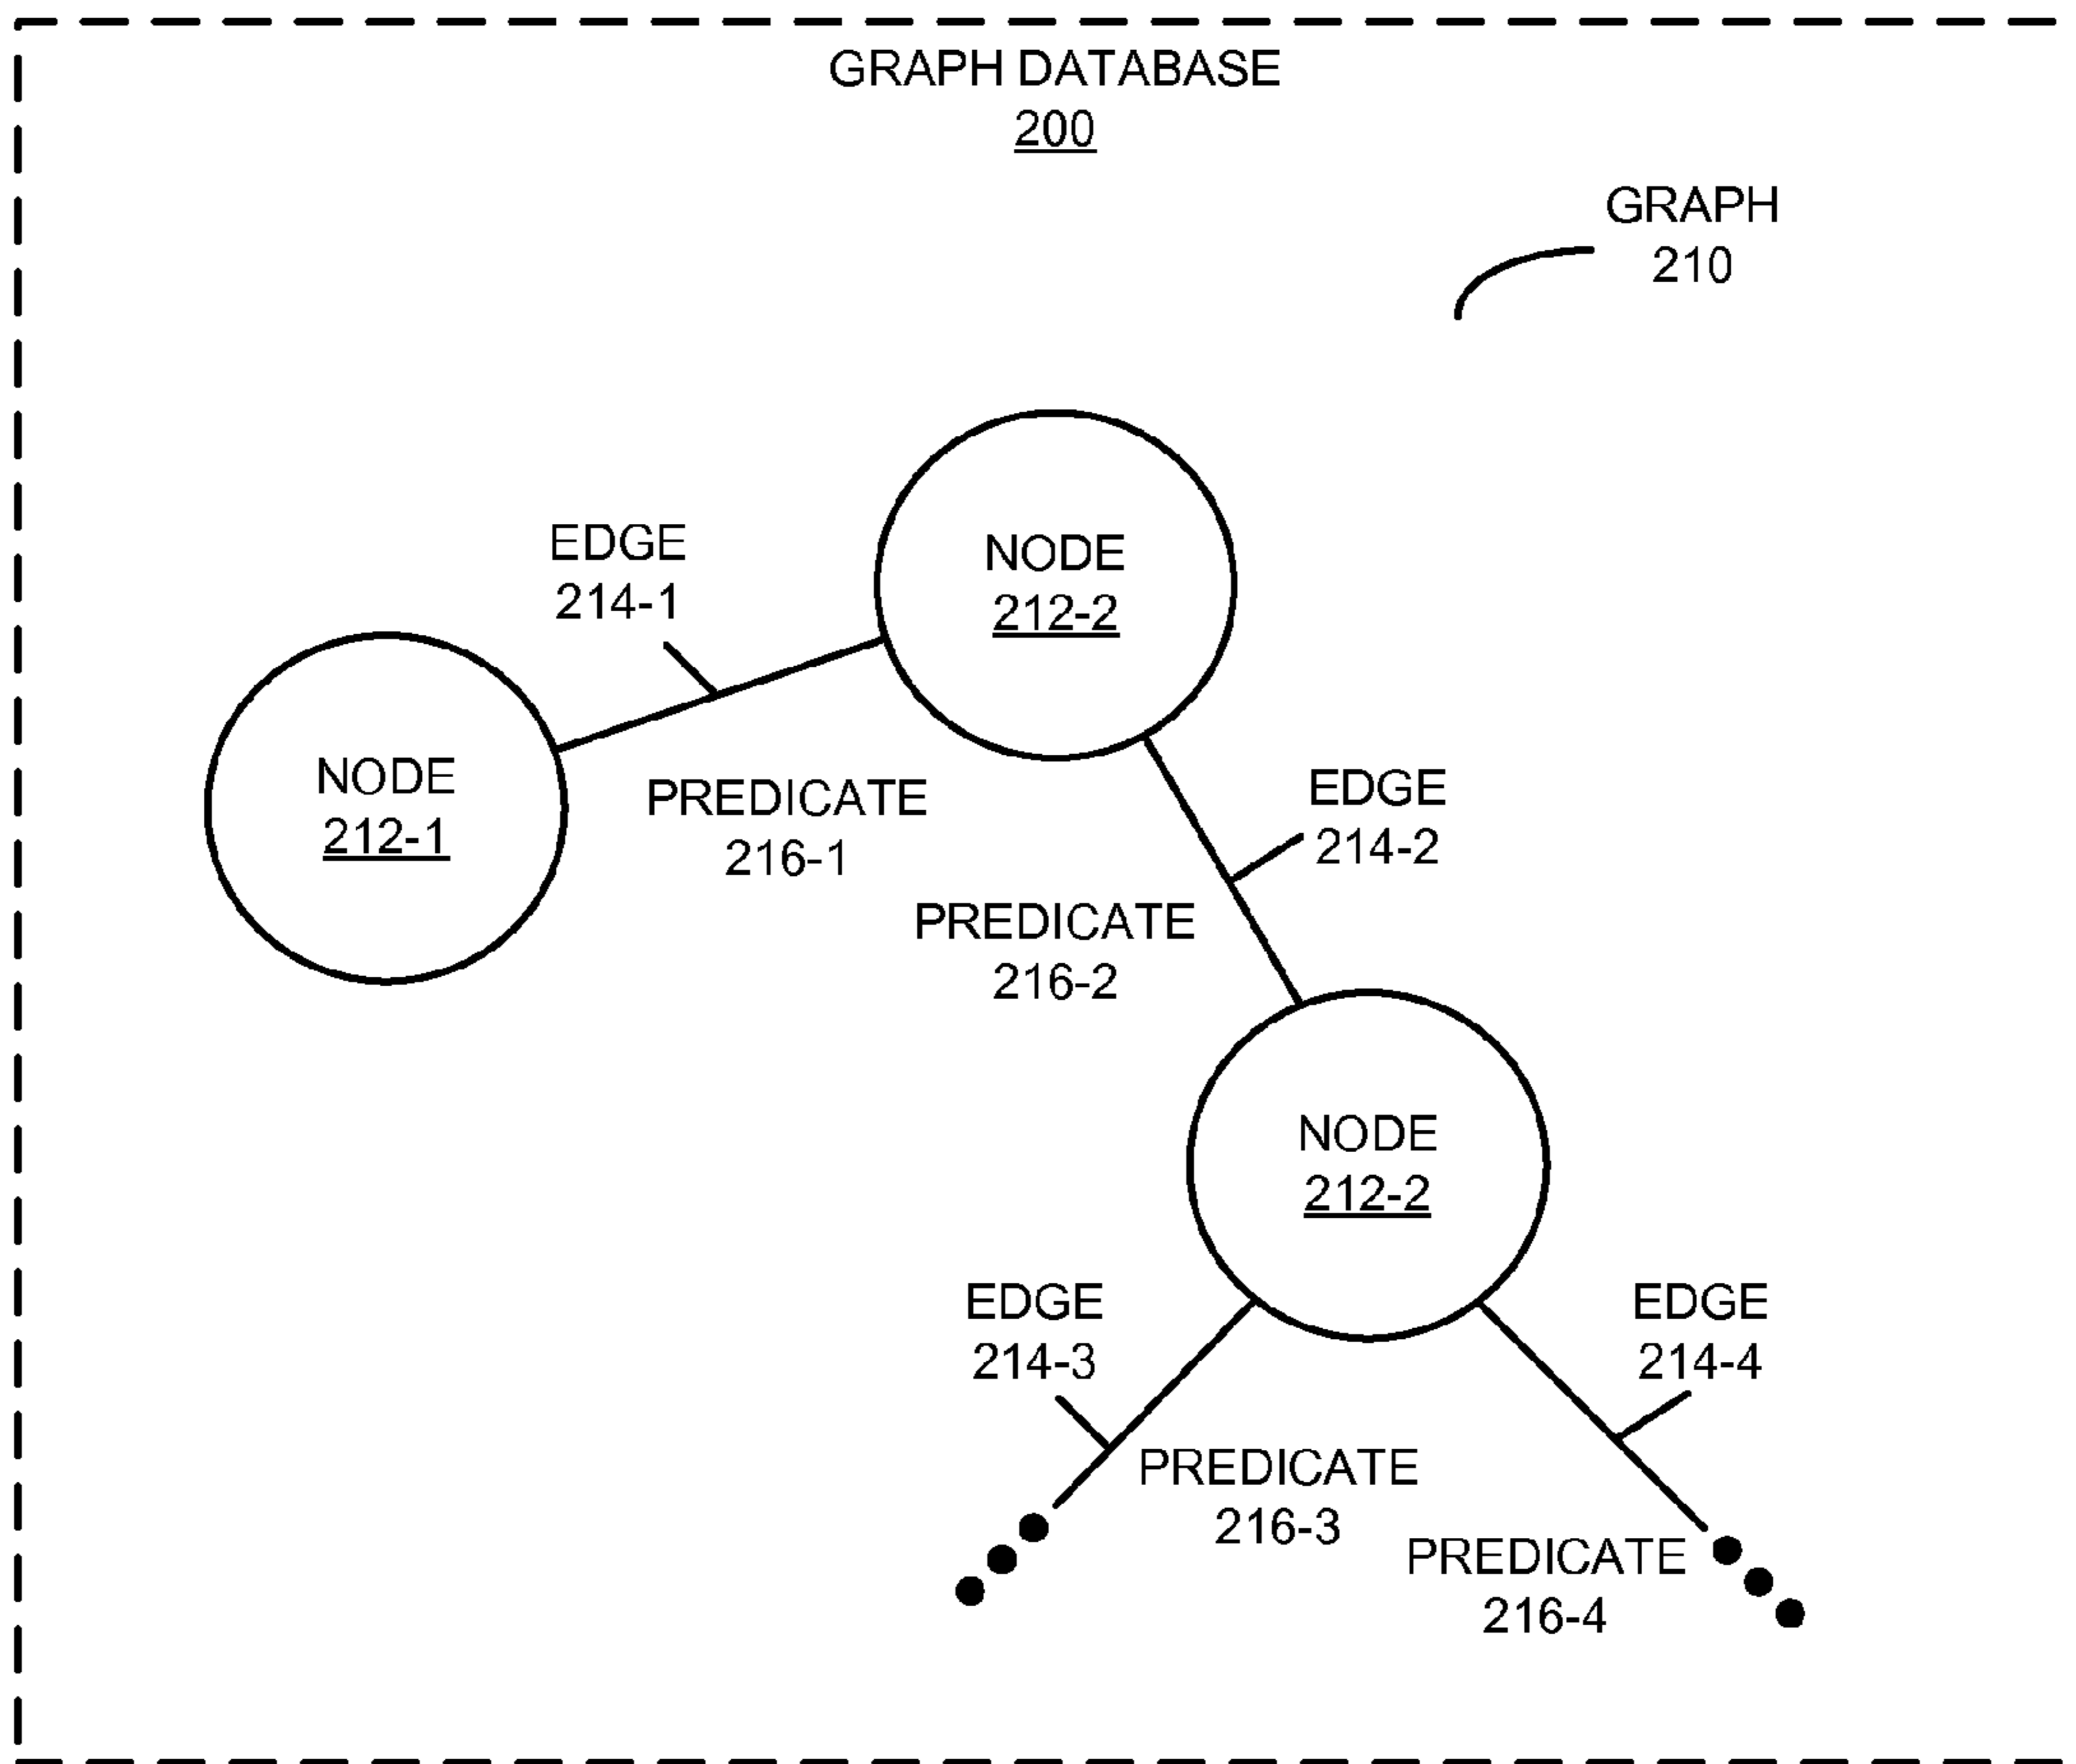 GRAPH DATABASE
200
GRAPH
210
EDGE
214-1
NODE
212-2
NODE
212-1
PREDICATE
216-1
EDGE
214-2
PREDICATE
216-2
NODE
212-2
EDGE
214-3
EDGE
214-4
PREDICATE
216-3
PREDICATE
216-4